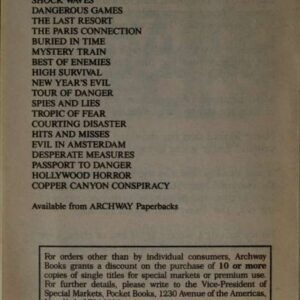 SHOCK WAVES
DANGEROUS GAMES
THE LAST RESORT
THE PARIS CONNECTION
BURIED IN TIME
MYSTERY TRAIN
BEST OF ENEMIES
HIGH SURVIVAL
NEW YEAR'S EVIL
TOUR OF DANGER
SPIES AND LIES
TROPIC OF FEAR
COURTING DISASTER
HITS AND MISSES
EVIL IN AMSTERDAM
DESPERATE MEASURES
PASSPORT TO DANGER
HOLLYWOOD HORROR
COPPER CANYON CONSPIRACY
Available from ARCHWAY Paperbacks
For orders other than by individual consumers, Archway
Books grants a discount on the purchase of 10 or more
copies of single titles for special markets or premium use.
For further details, please write to the Vice-President of
Special Markets, Pocket Books, 1230 Avenue of the Americas,